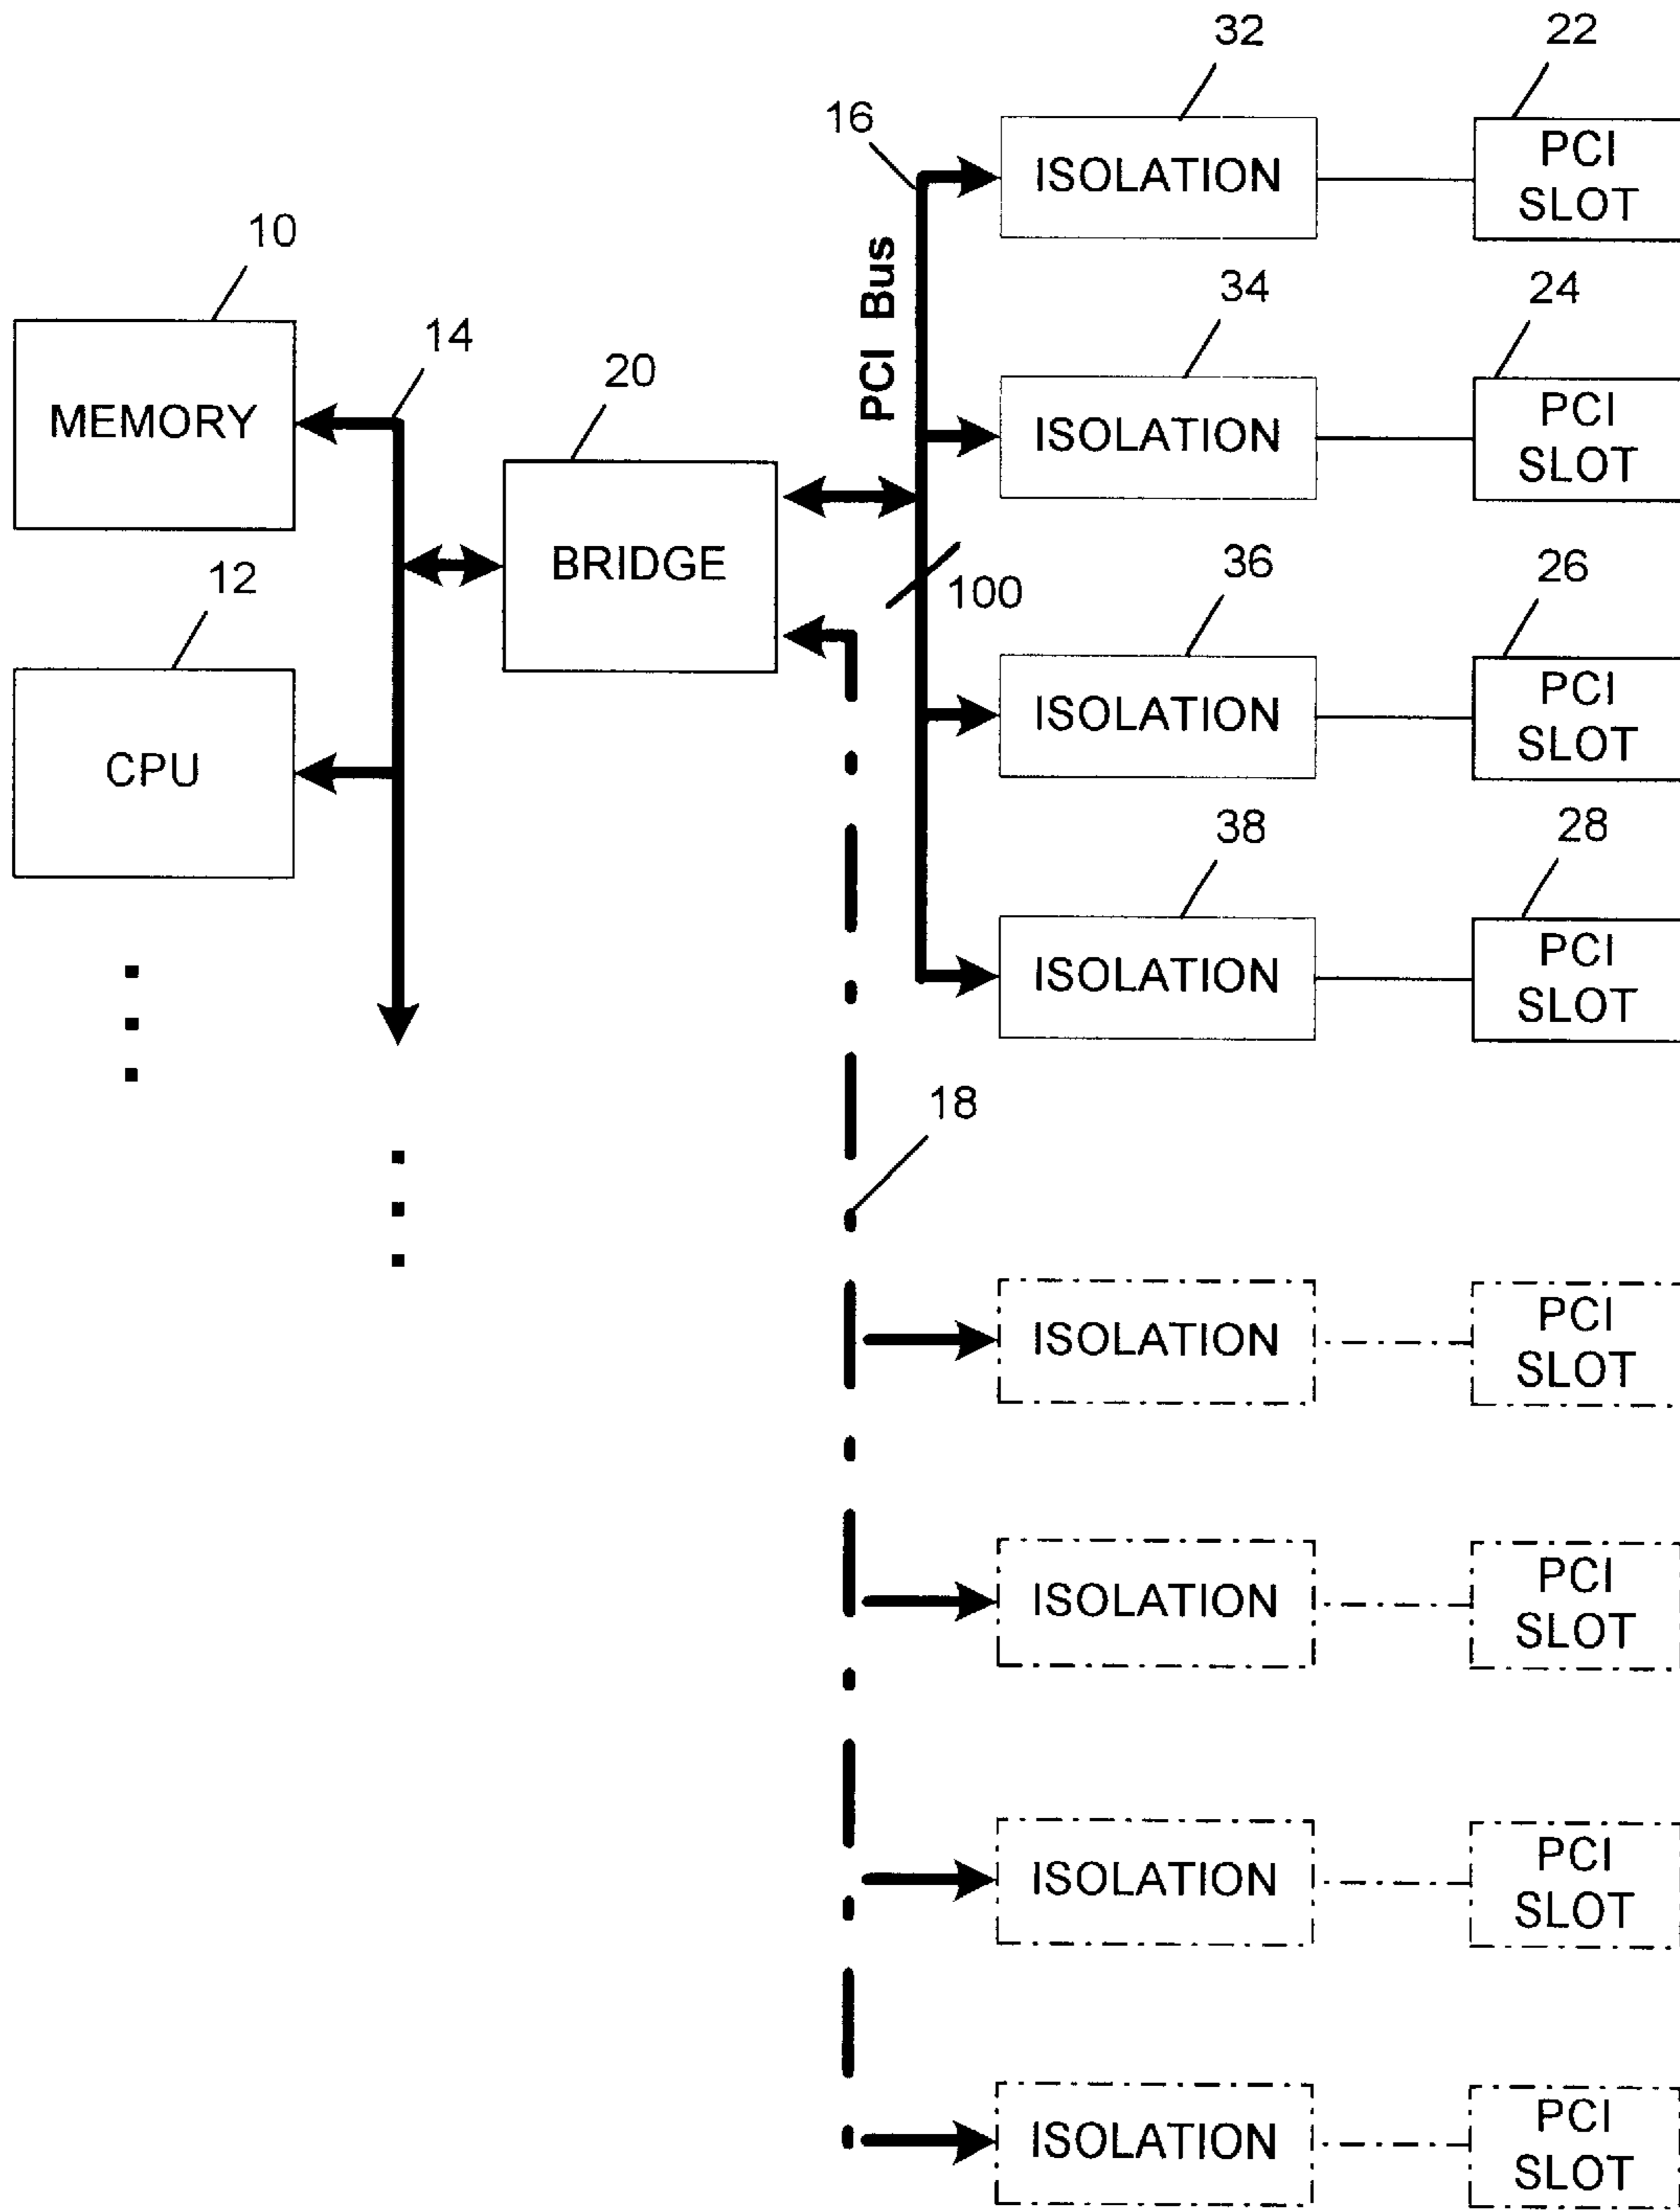 32
22
16
ISOLATION
PCI
SLOT
10
PCI Bus
34
24
14
MEMORY
20
ISOLATION
PCI
SLOT
BRIDGE
12
100
36
26
CPU
ISOLATION
PCI
SLOT
38
28
ISOLATION
PCI
SLOT
18
ISOLATION
PCI
SLOT
ISOLATION
PCI
SLOT
ISOLATION
PCI
SLOT
ISOLATION
PCI
SLOT